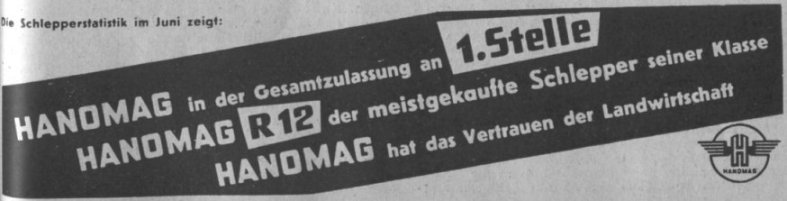 Die Schlepperstatistik im Juni zeigt:
HANOMAG in der Gesamtzulassung an 1. Stelle
HANOMAG R12 der meistgekaufte Schlepper seiner Klasse
HANOMAG hat das Vertrauen der Landwirtschaft
H
HANOMAG